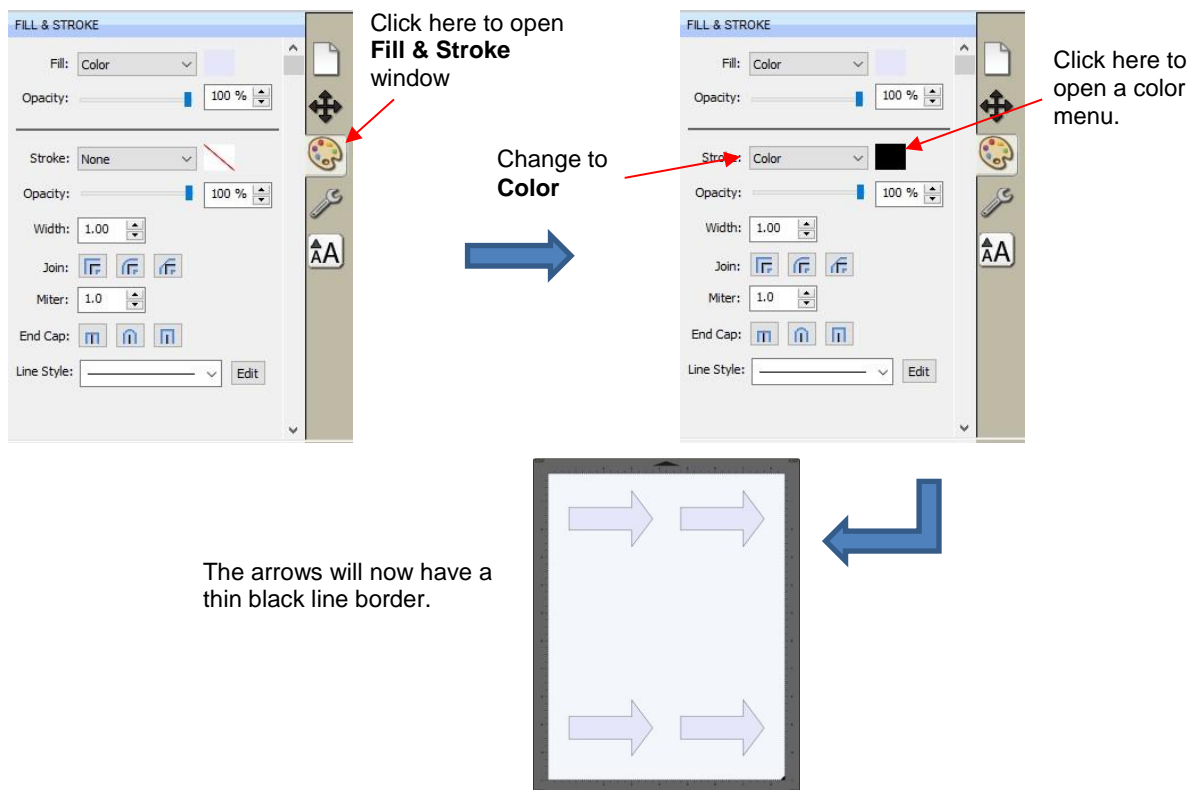 FILL & STROKE
Fill: Color
Opacity: 100 %
Stroke: None
Opacity: 100 %
Width: 1.00
Join:
Miter: 1.0
End Cap:
Line Style: Edit
AAA
Click here to open
Fill & Stroke
window
Change to
Color
FILL & STROKE
Fill: Color
Opacity: 100 %
Stroke: Color
Opacity: 100 %
Width: 1.00
Join:
Miter: 1.0
End Cap:
Line Style: Edit
AAA
Click here to
open a color
menu.
The arrows will now have a
thin black line border.